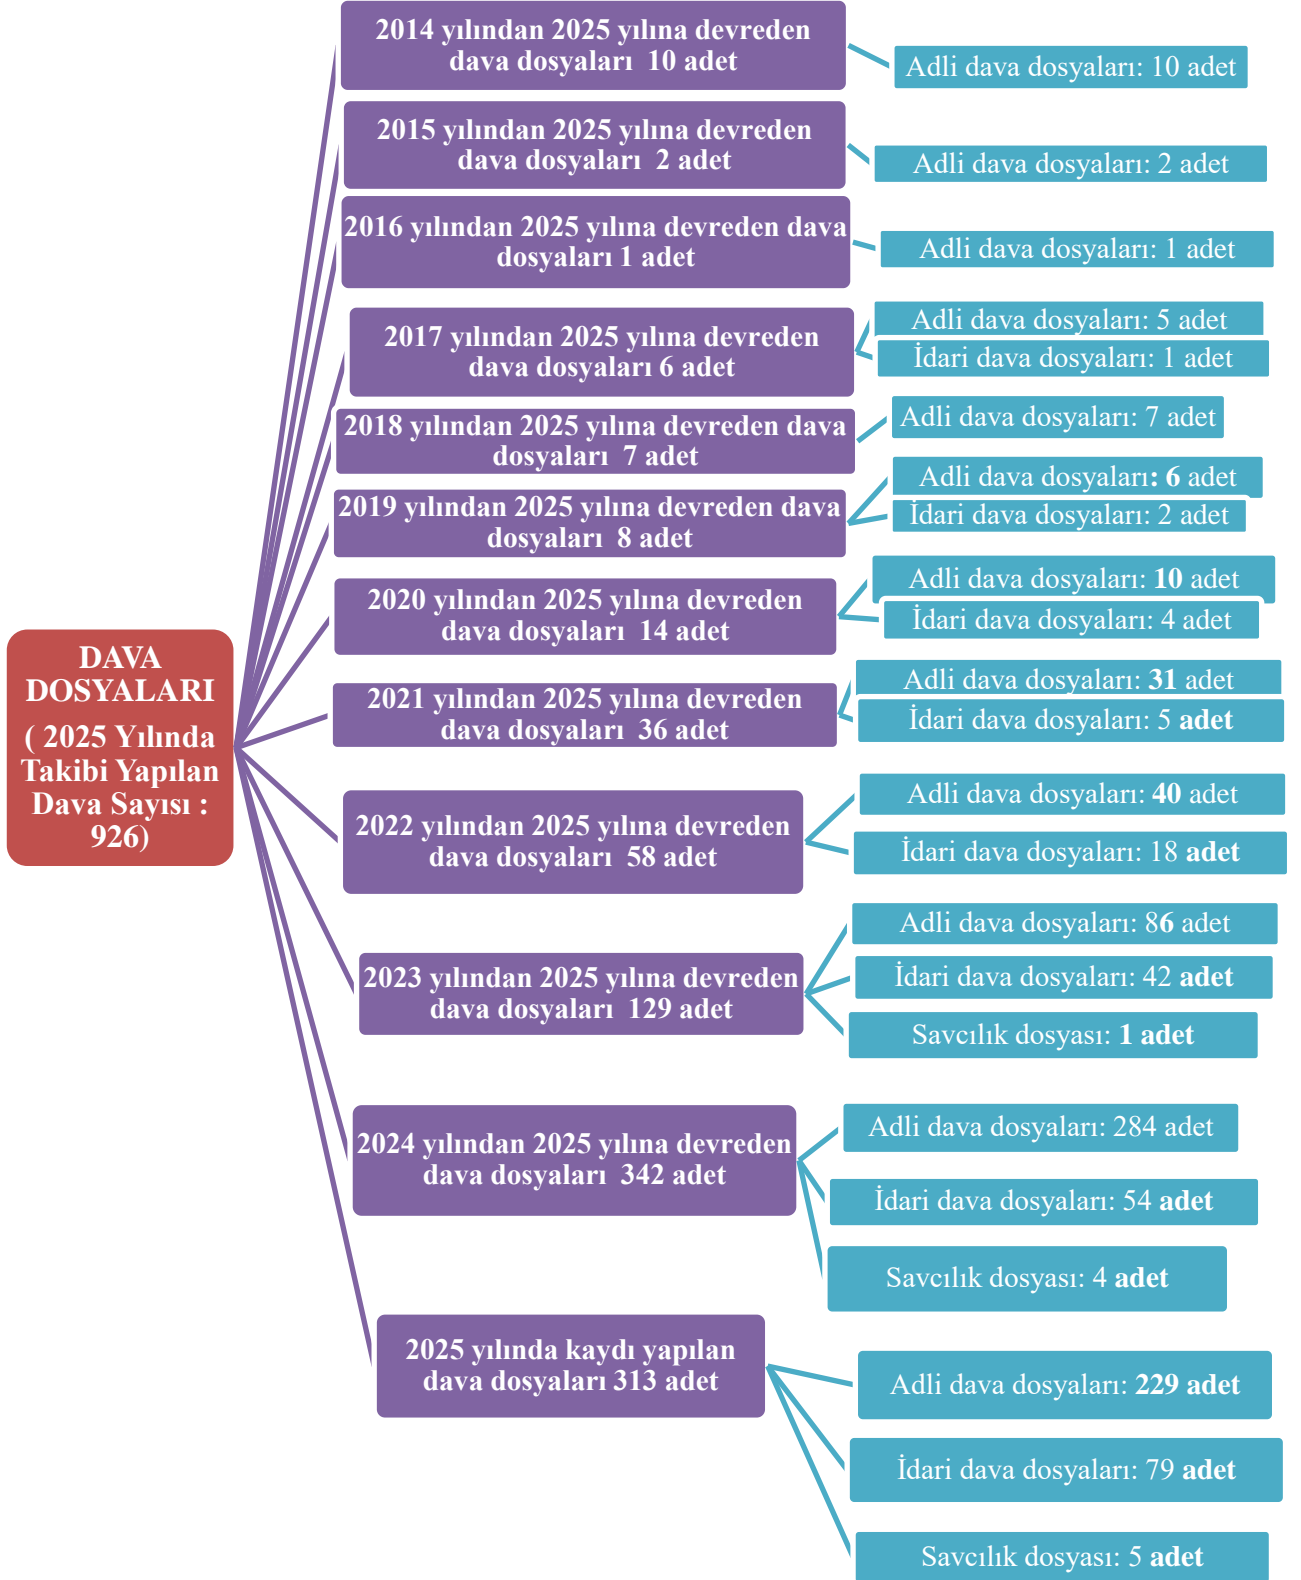 DAVA
DOSYALARI
( 2025 Yılında
Takibi Yapılan
Dava Sayısı :
926)
2014 yılından 2025 yılına devreden
dava dosyaları 10 adet
Adli dava dosyaları: 10 adet
2015 yılından 2025 yılına devreden
dava dosyaları 2 adet
Adli dava dosyaları: 2 adet
2016 yılından 2025 yılına devreden dava
dosyaları 1 adet
Adli dava dosyaları: 1 adet
2017 yılından 2025 yılına devreden
dava dosyaları 6 adet
Adli dava dosyaları: 5 adet
İdari dava dosyaları: 1 adet
2018 yılından 2025 yılına devreden dava
dosyaları 7 adet
Adli dava dosyaları: 7 adet
2019 yılından 2025 yılına devreden dava
dosyaları 8 adet
Adli dava dosyaları: 6 adet
İdari dava dosyaları: 2 adet
2020 yılından 2025 yılına devreden
dava dosyaları 14 adet
Adli dava dosyaları: 10 adet
İdari dava dosyaları: 4 adet
2021 yılından 2025 yılına devreden
dava dosyaları 36 adet
Adli dava dosyaları: 31 adet
İdari dava dosyaları: 5 adet
2022 yılından 2025 yılına devreden
dava dosyaları 58 adet
Adli dava dosyaları: 40 adet
İdari dava dosyaları: 18 adet
2023 yılından 2025 yılına devreden
dava dosyaları 129 adet
Adli dava dosyaları: 86 adet
İdari dava dosyaları: 42 adet
Savcılık dosyası: 1 adet
2024 yılından 2025 yılına devreden
dava dosyaları 342 adet
Adli dava dosyaları: 284 adet
İdari dava dosyaları: 54 adet
Savcılık dosyası: 4 adet
2025 yılında kaydı yapılan
dava dosyaları 313 adet
Adli dava dosyaları: 229 adet
İdari dava dosyaları: 79 adet
Savcılık dosyası: 5 adet